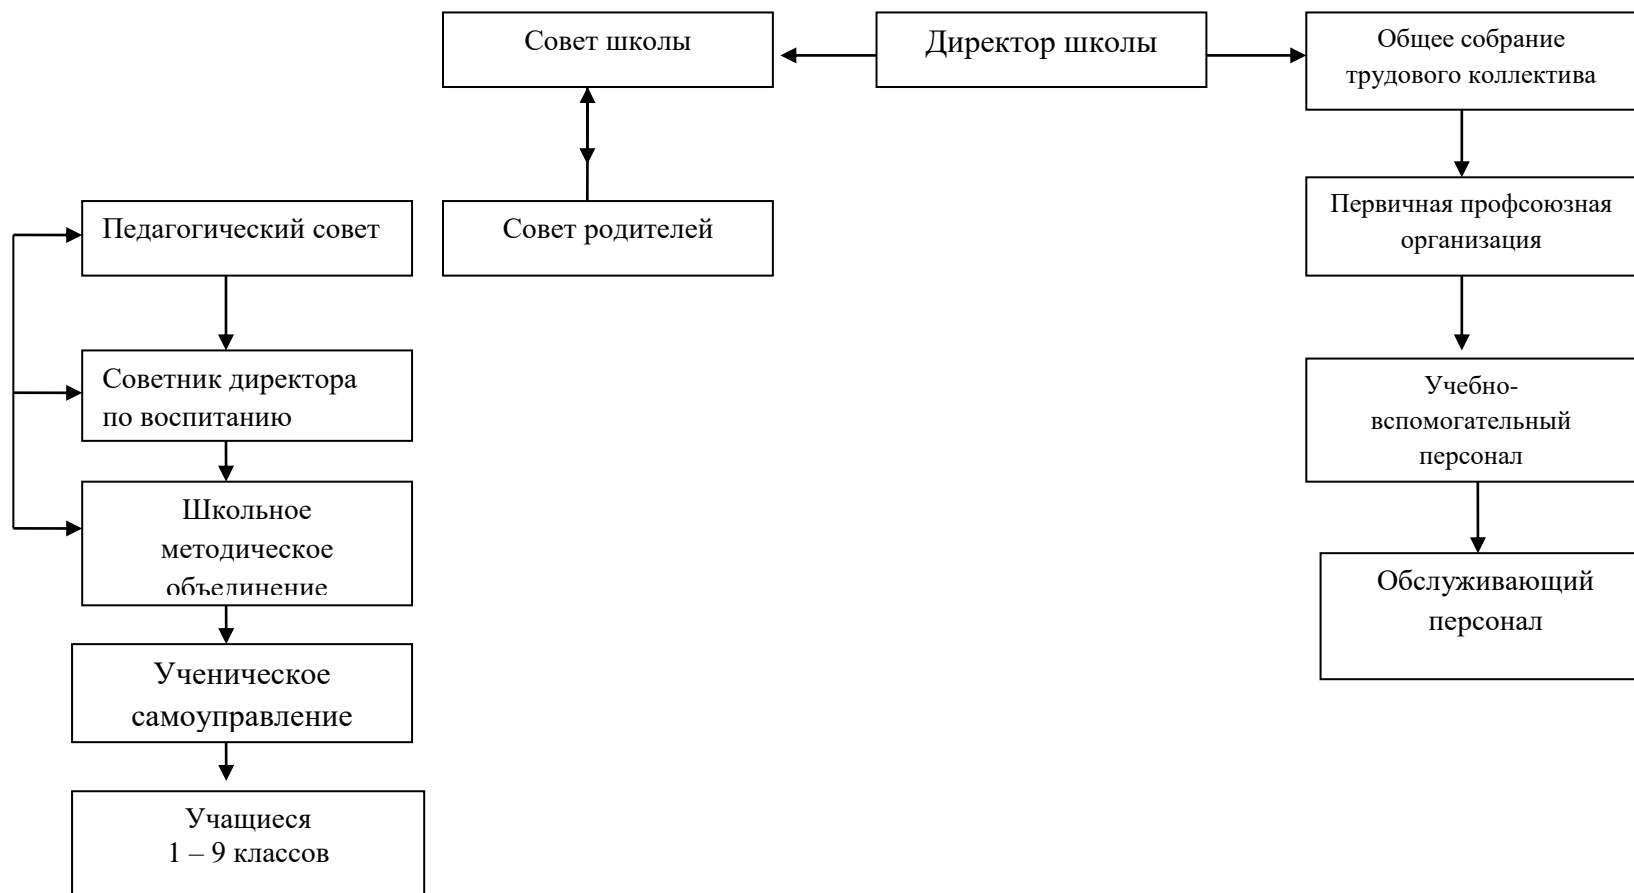 Совет школы
Директор школы
Общее собрание
трудового коллектива
Педагогический совет
Совет родителей
Первичная профсоюзная
организация
Советник директора
по воспитанию
Учебно-
вспомогательный
персонал
Школьное
методическое
объединение
Обслуживающий
персонал
Ученическое
самоуправление
Учащиеся
1 – 9 классов